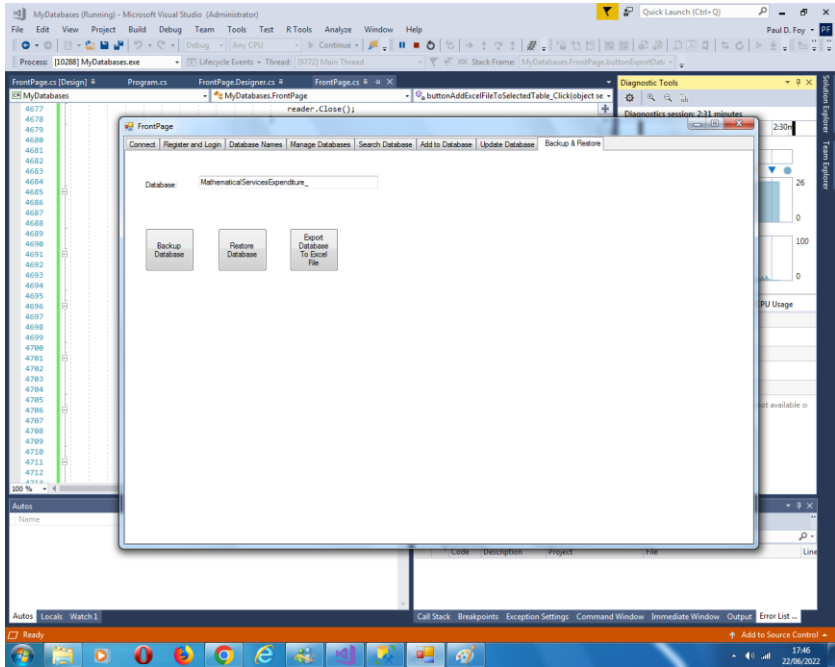 MyDatabases (Running) - Microsoft Visual Studio (Administrator)
Quick Launch (Ctrl+Q)
File Edit View Project Build Debug Team Tools Test R Tools Analyze Window Help
Paul D. Foy
PF
Debug Any CPU Continue
Process: [10288] MyDatabases.exe Lifecycle Events Thread: [9772] Main Thread Stack Frame: MyDatabases.FrontPage.buttonExportData
FrontPage.cs [Design] Program.cs FrontPage.Designer.cs FrontPage.cs
Diagnostic Tools
C# MyDatabases MyDatabases.FrontPage buttonAddExcelFileToSelectedTable_Click(object se
Solution Explorer
Team Explorer
4677 reader.Close();
Diagnostics session: 2:31 minutes
4678
4679
2:30m
FrontPage
4680
Connect Register and Login Database Names Manage Databases Search Database Add to Database Update Database Backup & Restore
4681
4682
4683
4684
Database: MathematicalServicesExpenditure_
26
4685
4686
4687
0
4688
4689
4690
Backup Database
Restore Database
Export Database To Excel File
100
4691
4692
4693
0
4694
4695
4696
PU Usage
4697
4698
4699
4700
4701
4702
4703
4704
4705
not available o
4706
4707
4708
4709
4710
4711
4712
4713
100 %
Autos
Name
Code Description Project File Line
Autos Locals Watch 1
Call Stack Breakpoints Exception Settings Command Window Immediate Window Output Error List ...
Ready
Add to Source Control
17:46
22/06/2021